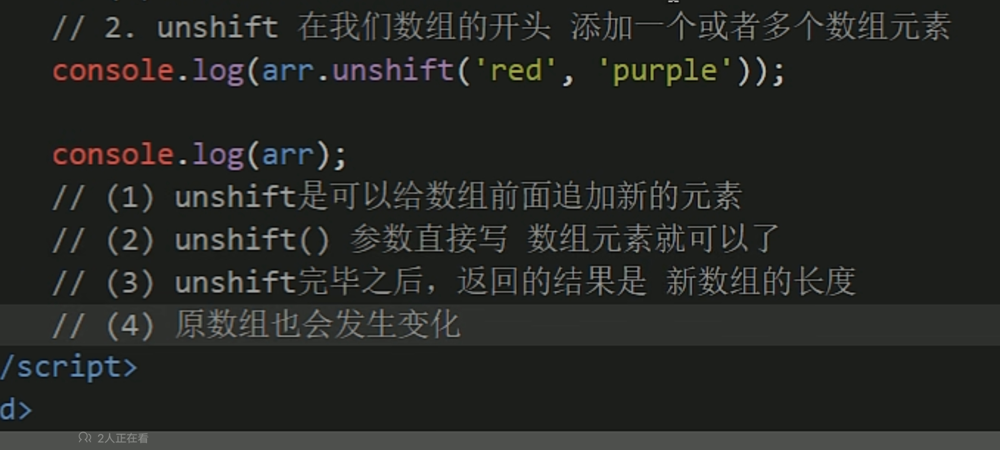 // 2. unshift 在我们数组的开头 添加一个或者多个数组元素
console.log(arr.unshift('red', 'purple'));
console.log(arr);
// (1) unshift是可以给数组前面追加新的元素
// (2) unshift() 参数直接写 数组元素就可以了
// (3) unshift完毕之后，返回的结果是 新数组的长度
// (4) 原数组也会发生变化
/script>
d>
2人正在看